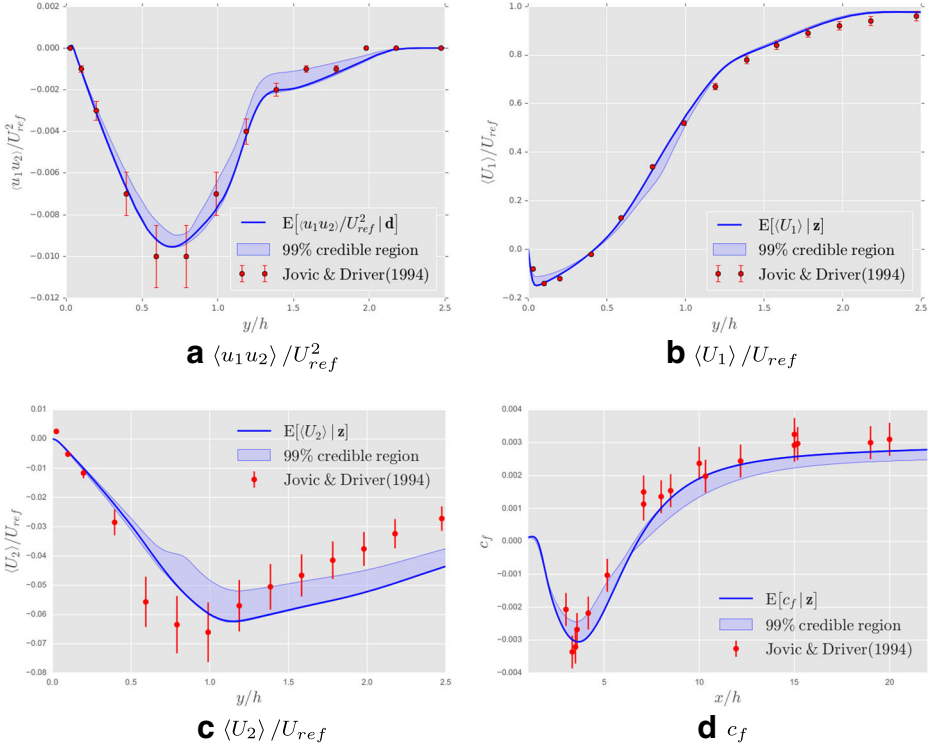 0.002
0.000
−0.002
−0.004
−0.006
−0.008
−0.010
−0.012
⟨u₁u₂⟩/U²ref
E[⟨u₁u₂⟩/U²ref | d]
99% credible region
Jovic & Driver(1994)
0.0 0.5 1.0 1.5 2.0 2.5
y/h
a ⟨u₁u₂⟩ /U²ref
1.0
0.8
0.6
0.4
0.2
0.0
−0.2
⟨U₁⟩/Uref
E[⟨U₁⟩ | z]
99% credible region
Jovic & Driver(1994)
0.0 0.5 1.0 1.5 2.0 2.5
y/h
b ⟨U₁⟩ /Uref
0.01
0.00
−0.01
−0.02
−0.03
−0.04
−0.05
−0.06
−0.07
−0.08
⟨U₂⟩/Uref
E[⟨U₂⟩ | z]
99% credible region
Jovic & Driver(1994)
0.0 0.5 1.0 1.5 2.0 2.5
y/h
c ⟨U₂⟩ /Uref
0.004
0.003
0.002
0.001
0.000
−0.001
−0.002
−0.003
−0.004
cf
E[cf | z]
99% credible region
Jovic & Driver(1994)
5 10 15 20
x/h
d cf